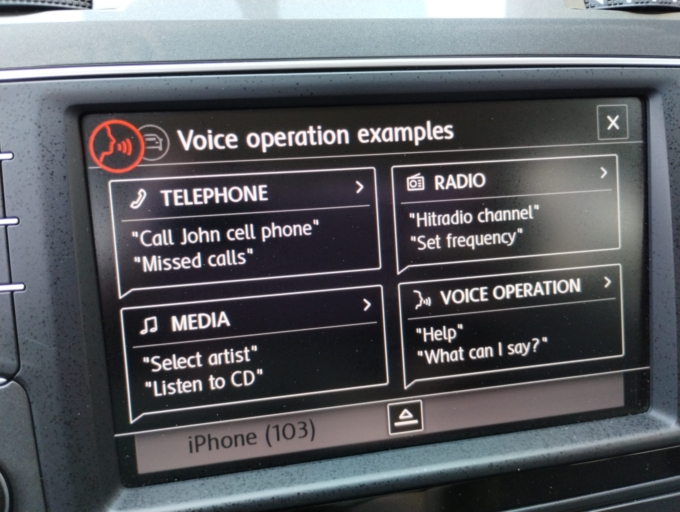 Voice operation examples
X
TELEPHONE
"Call John cell phone"
"Missed calls"
RADIO
"Hitradio channel"
"Set frequency"
MEDIA
"Select artist"
"Listen to CD"
VOICE OPERATION
"Help"
"What can I say?"
iPhone (103)